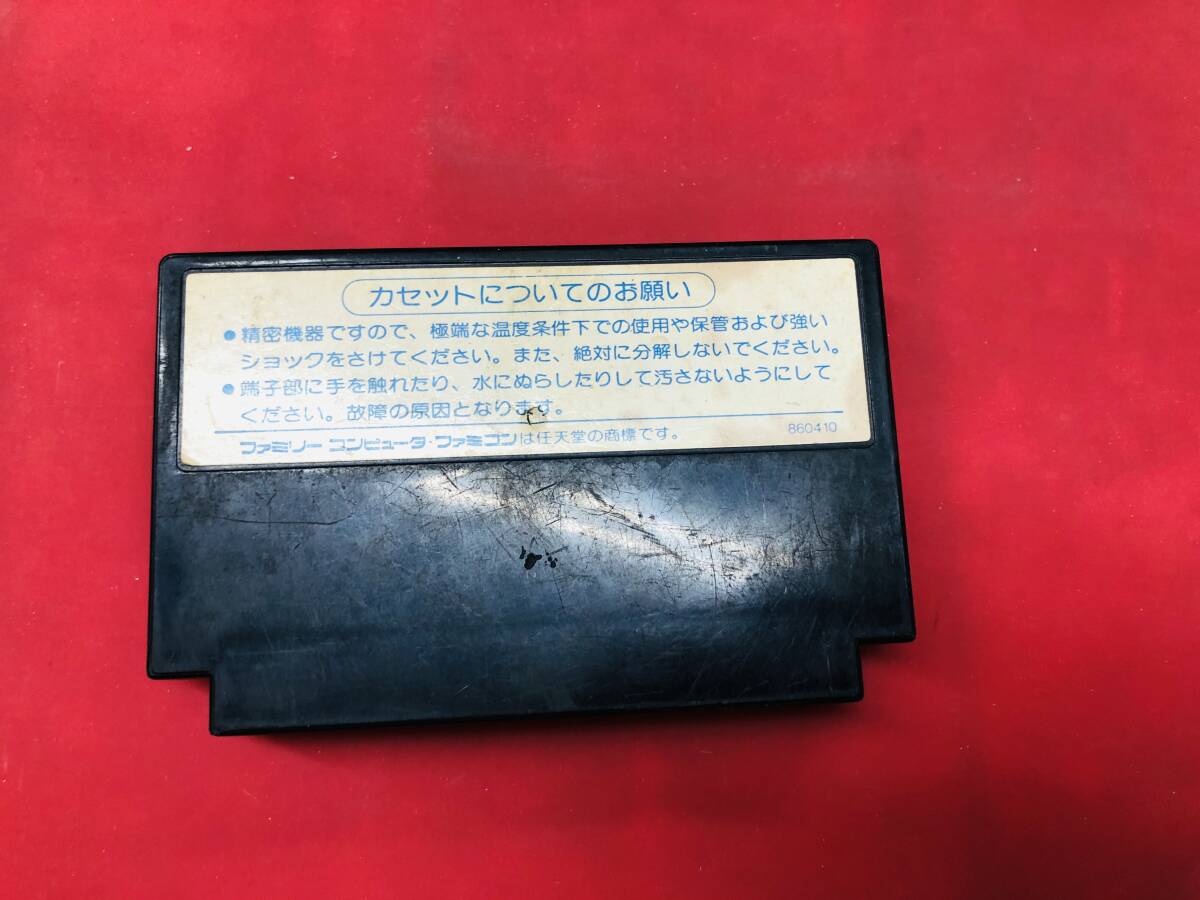 カセットについてのお願い
●精密機器ですので、極端な温度条件下での使用や保管および強い
ショックをさけてください。また、絶対に分解しないでください。
●端子部に手を触れたり、水にぬらしたりして汚さないようにして
ください。故障の原因となります。
ファミリーコンピュータ・ファミコンは任天堂の商標です。
860410